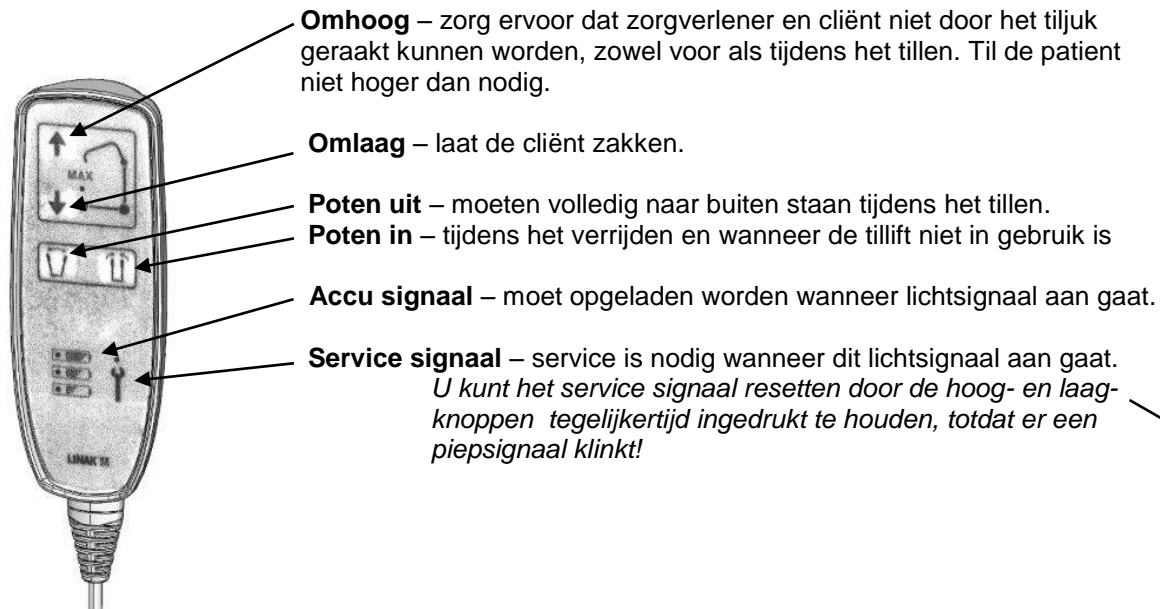 Omhoog – zorg ervoor dat zorgverlener en cliënt niet door het tiljuk
geraakt kunnen worden, zowel voor als tijdens het tillen. Til de patient
niet hoger dan nodig.
MAX
Omlaag – laat de cliënt zakken.
Poten uit – moeten volledig naar buiten staan tijdens het tillen.
Poten in – tijdens het verrijden en wanneer de tillift niet in gebruik is
Accu signaal – moet opgeladen worden wanneer lichtsignaal aan gaat.
Service signaal – service is nodig wanneer dit lichtsignaal aan gaat.
U kunt het service signaal resetten door de hoog- en laag-
knoppen tegelijkertijd ingedrukt te houden, totdat er een
piepsignaal klinkt!
LINAK